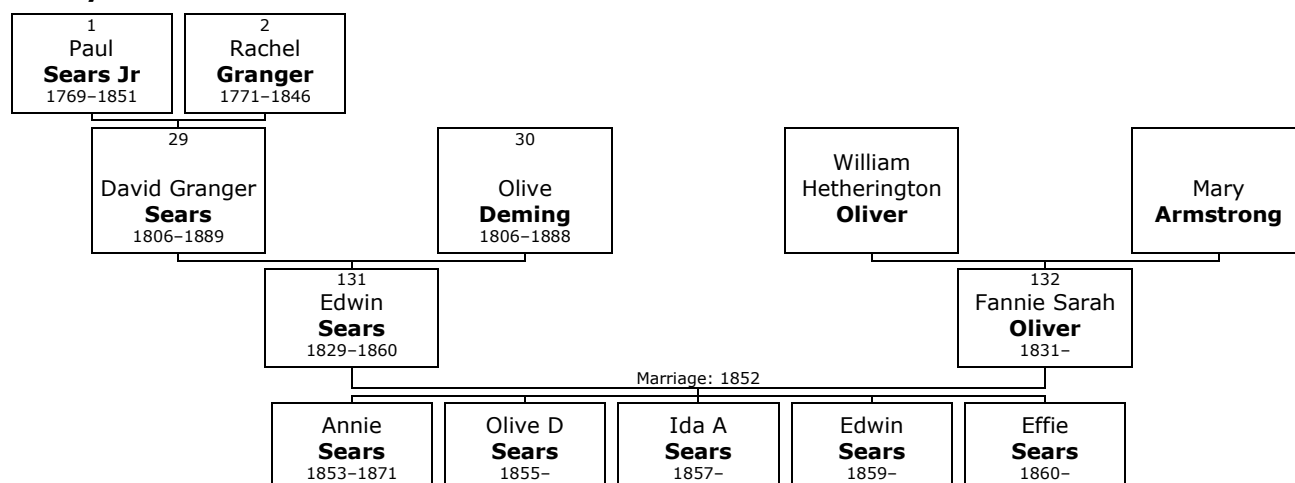 1
Paul
Sears Jr
1769–1851
2
Rachel
Granger
1771–1846
29
David Granger
Sears
1806–1889
30
Olive
Deming
1806–1888
William
Hetherington
Oliver
Mary
Armstrong
131
Edwin
Sears
1829–1860
132
Fannie Sarah
Oliver
1831–
Marriage: 1852
Annie
Sears
1853–1871
Olive D
Sears
1855–
Ida A
Sears
1857–
Edwin
Sears
1859–
Effie
Sears
1860–